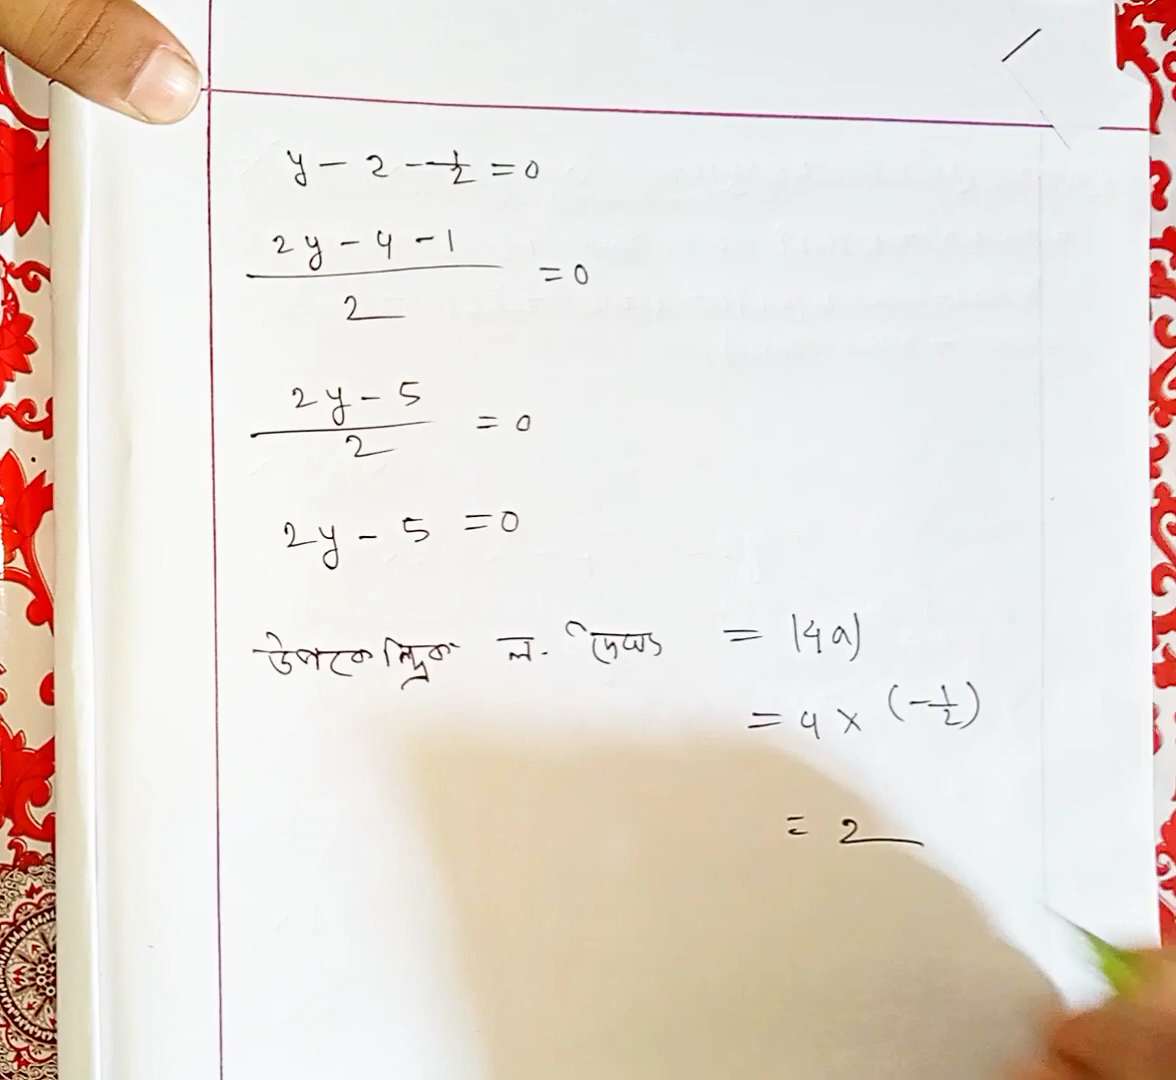 y - 2 - 1/2 = 0
2y - 4 - 1
= 0
2
2y - 5
= 0
2
2y - 5 = 0
উপকেন্দ্রিক ল. দৈর্ঘ্য = |4a|
= 4 × (-1/2)
= 2